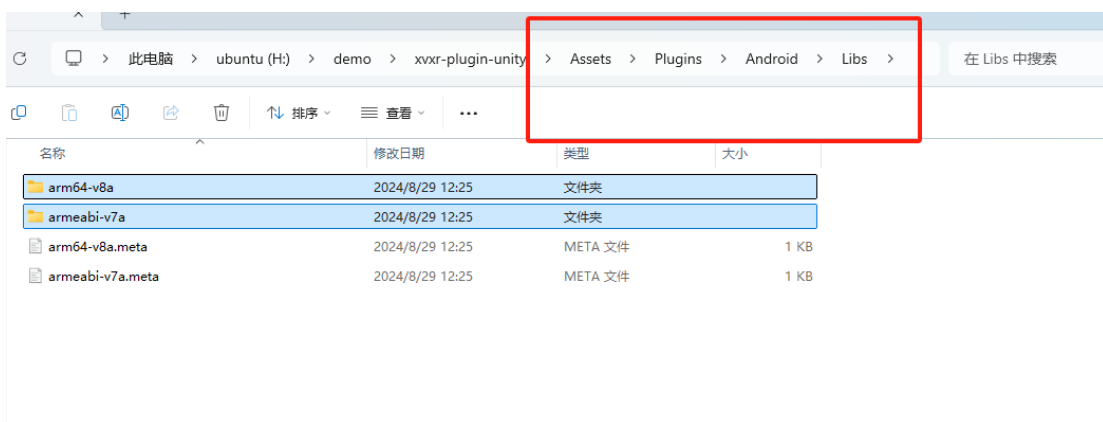 此电脑 > ubuntu (H:) > demo > xvxr-plugin-unity > Assets > Plugins > Android > Libs > 在 Libs 中搜索
排序 查看 ...
名称 修改日期 类型 大小
arm64-v8a 2024/8/29 12:25 文件夹
armeabi-v7a 2024/8/29 12:25 文件夹
arm64-v8a.meta 2024/8/29 12:25 META 文件 1 KB
armeabi-v7a.meta 2024/8/29 12:25 META 文件 1 KB